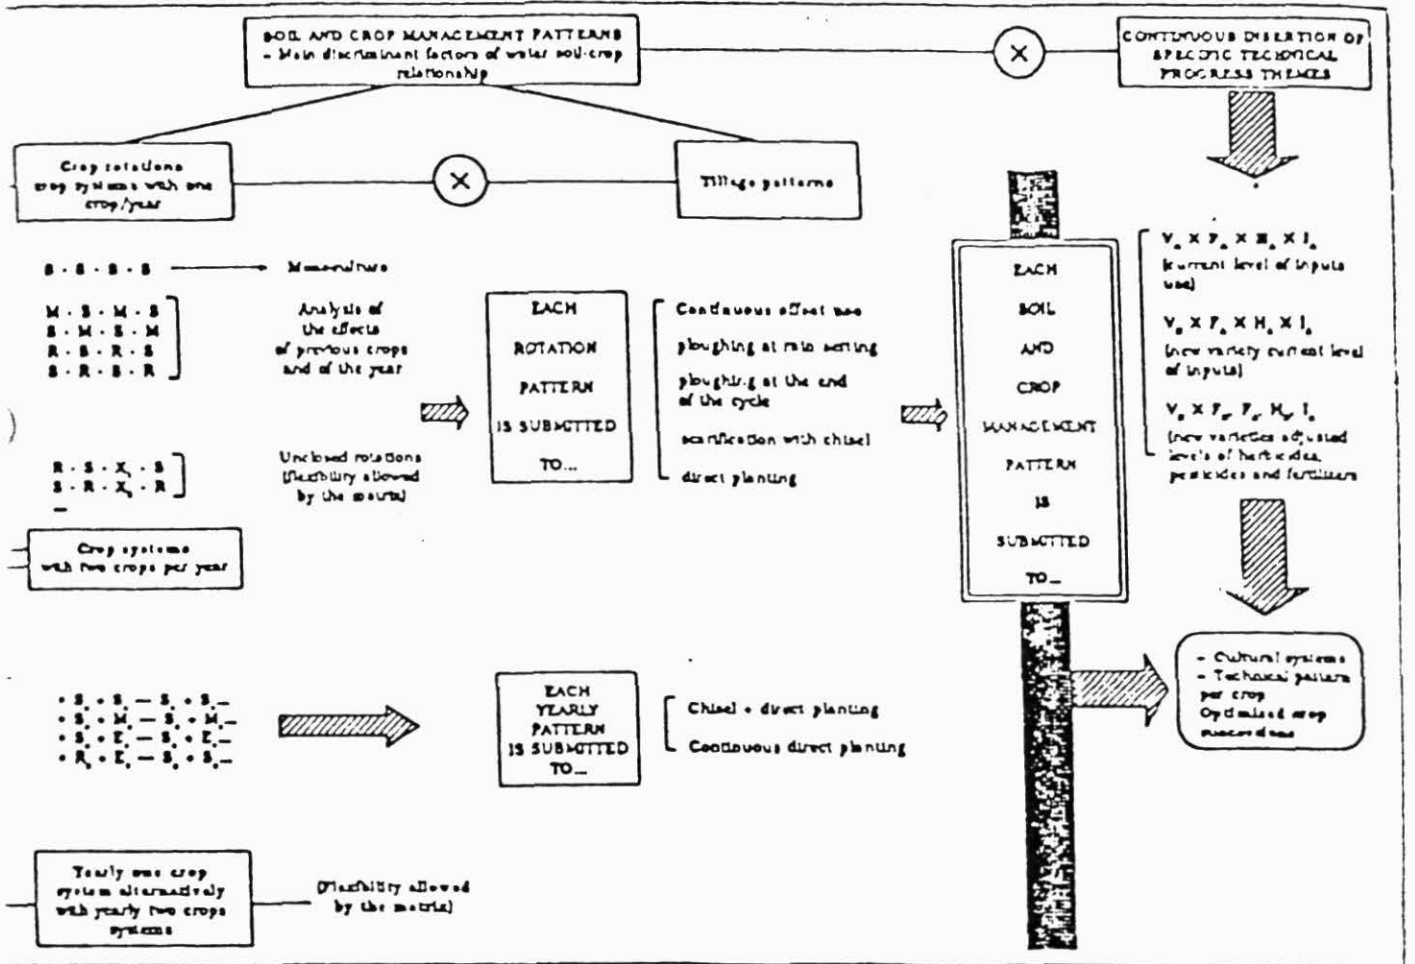 SOIL AND CROP MANAGEMENT PATTERNS
– Main discriminant factors of water soil-crop
relationship
CONTINUOUS INSERTION OF
SPECIFIC TECHNICAL
PROGRESS THEMES
Crop rotations
crop systems with one
crop/year
Tillage patterns
S · S · S · S
Monoculture
M · S · M · S
S · M · S · M
R · S · R · S
S · R · S · R
Analysis of
the effects
of previous crops
and of the year
R · S · X · S
S · R · X · R
Unclosed rotations
(flexibility allowed
by the matrix)
EACH
ROTATION
PATTERN
IS SUBMITTED
TO...
Continuous offset use
ploughing at rain setting
ploughing at the end
of the cycle
scarification with chisel
direct planting
EACH
SOIL
AND
CROP
MANAGEMENT
PATTERN
IS
SUBMITTED
TO...
V X F X H X I
(current level of inputs
use)
V X F X H X I
(new variety current level
of inputs)
V X F F H I
(new varieties adjusted
levels of herbicides,
pesticides and fertilizers
Crop systems
with two crops per year
• S + S — S + S —
• S + M — S + M —
• S + E — S + E —
• R + E — S + S —
EACH
YEARLY
PATTERN
IS SUBMITTED
TO...
Chisel + direct planting
Continuous direct planting
– Cultural systems
– Technical pattern
per crop
Optimised crop
successions
Yearly one crop
system alternatively
with yearly two crops
systems
(Flexibility allowed
by the matrix)